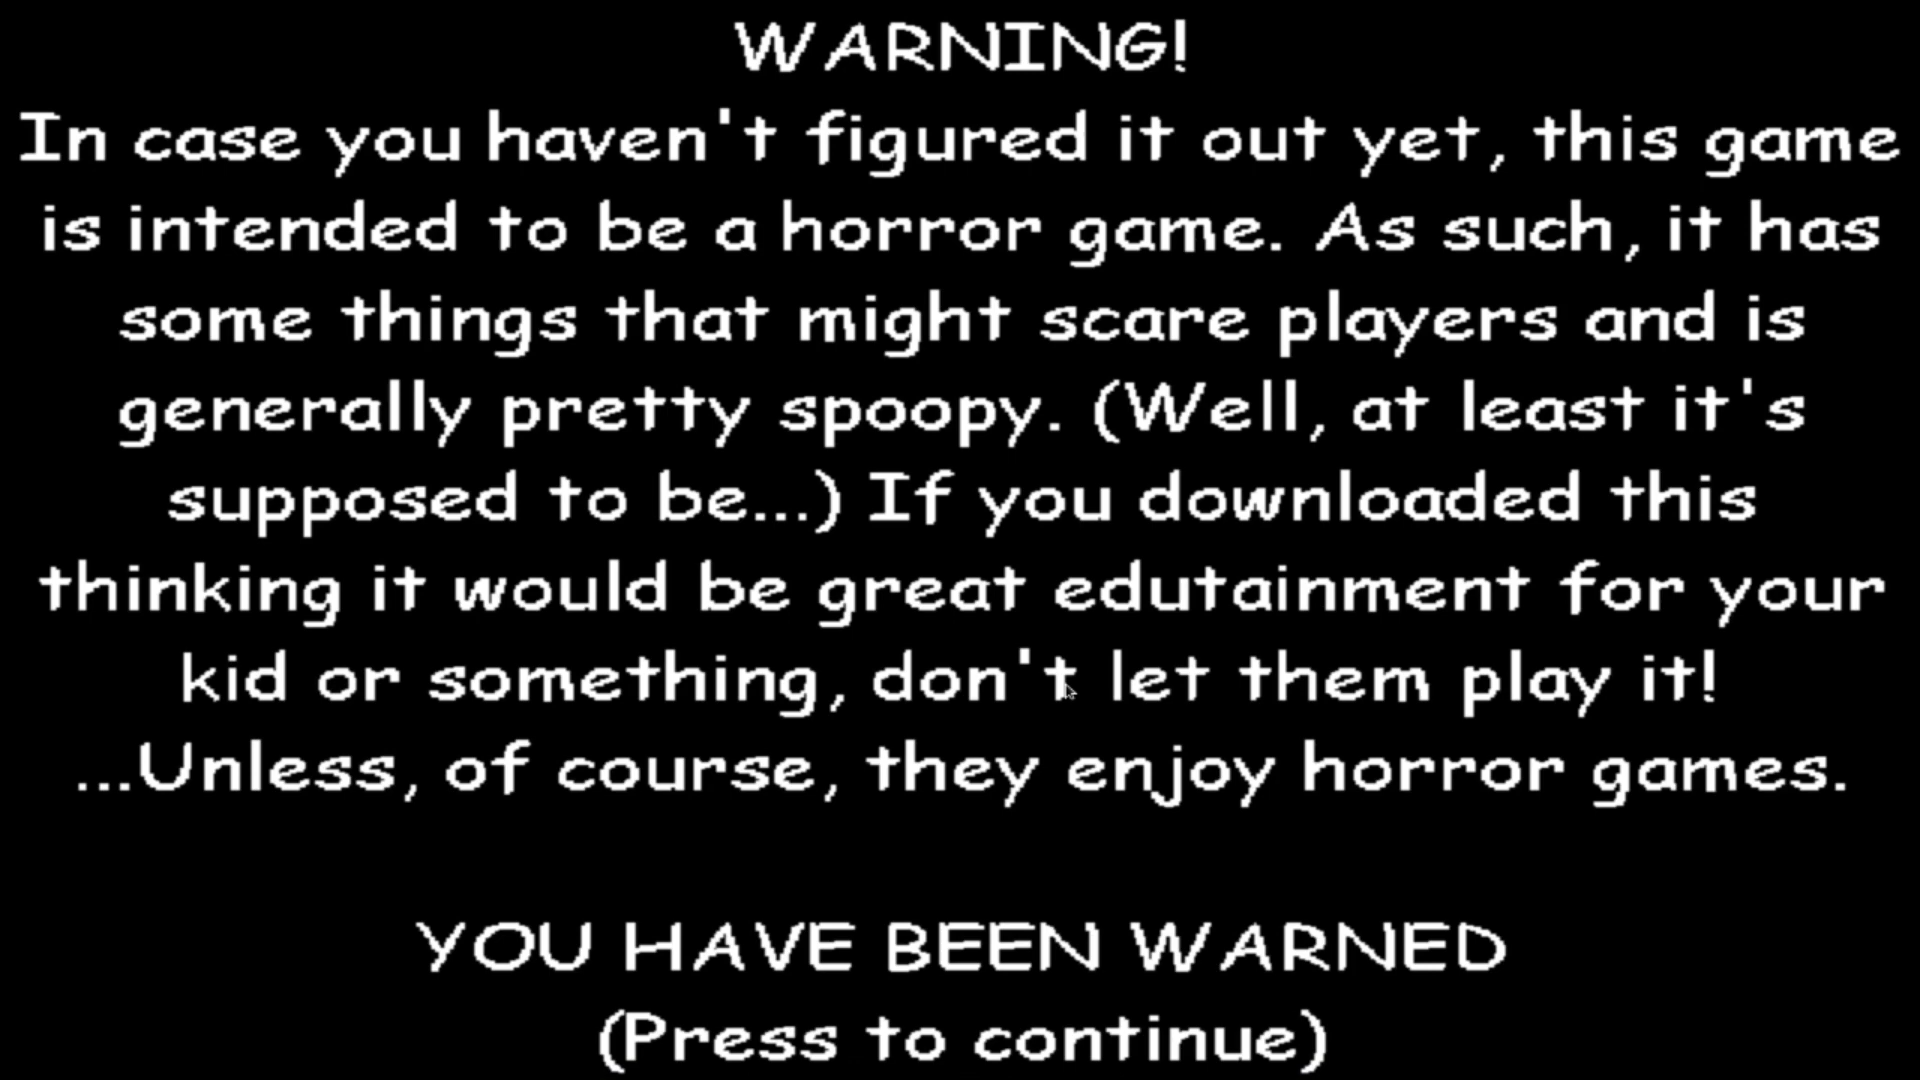 WARNING!
In case you haven't figured it out yet, this game
is intended to be a horror game. As such, it has
some things that might scare players and is
generally pretty spoopy. (Well, at least it's
supposed to be...) If you downloaded this
thinking it would be great edutainment for your
kid or something, don't let them play it!
...Unless, of course, they enjoy horror games.
YOU HAVE BEEN WARNED
(Press to continue)